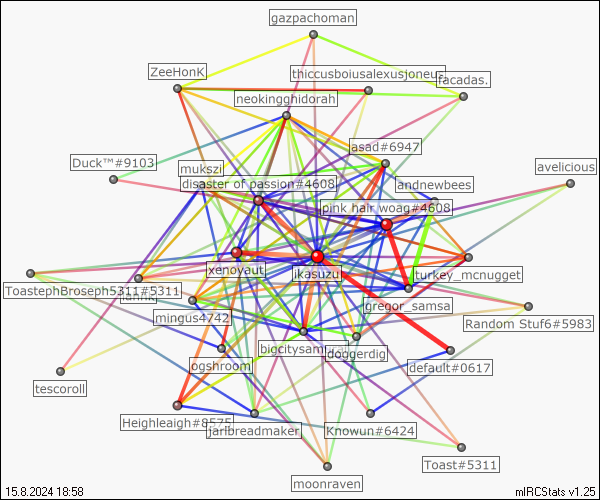 gazpachoman
ZeeHonK
thiccusboiusalexusjoneus
facadas.
neokingghidorah
asad#6947
Duck™#9103
mukszi
avelicious
disaster of passion#4608
andnewbees
pink hair woag#4608
xenoyaut
ikasuzu
turkey_mcnugget
ToastephBroseph5311#5311
gregor_samsa
mingus4742
Random Stuf6#5983
bigcitysam
doggerdig
ogshroom
default#0617
tescoroll
Heighleaigh#8575
jaribreadmaker
Knowun#6424
Toast#5311
moonraven
15.8.2024 18:58
mIRCStats v1.25